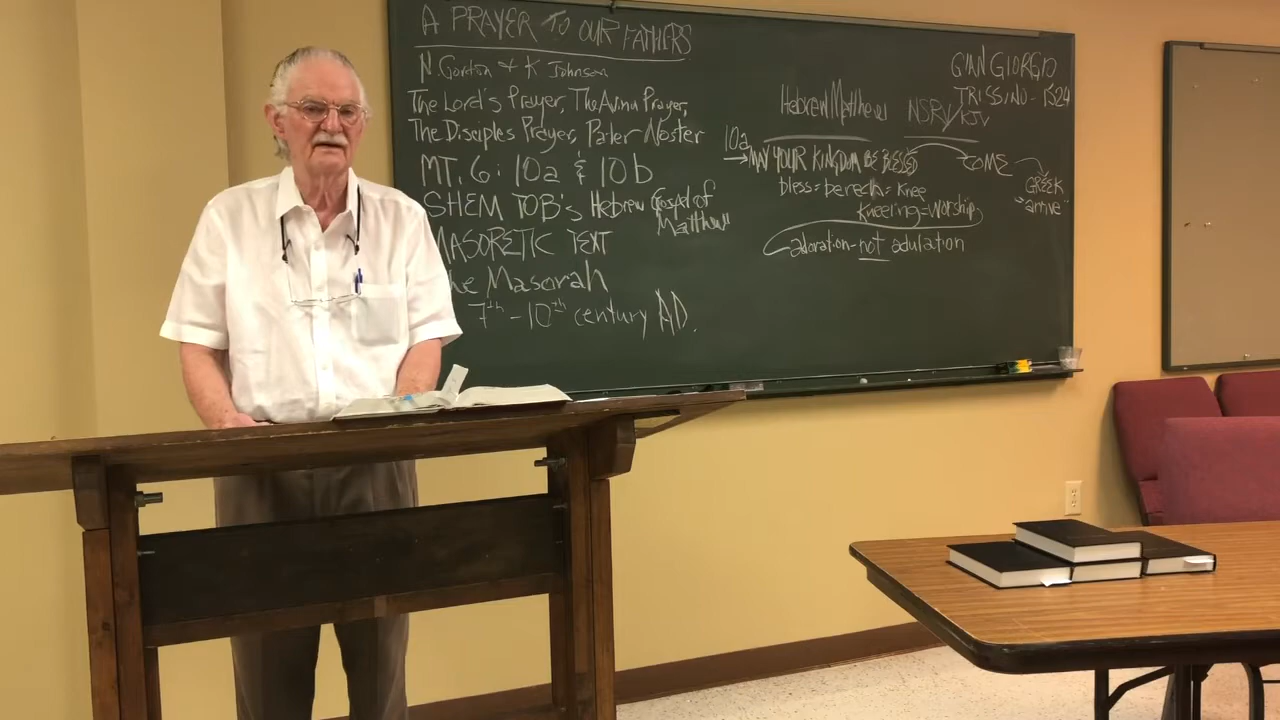 A PRAYER TO OUR FATHERS
N. Gordon & K Johnson
The Lord's Prayer, The Avinu Prayer,
The Disciples Prayer, Pater Noster
MT. 6:10a & 10b
SHEM TOB's Hebrew Gospel of
Matthew
MASORETIC TEXT
he Masorah
7th-10th century AD.
Hebrew Matthew
NSRV/KJV
10a
MAY YOUR KINGDOM BE BLESSED
COME
GREEK
"arrive"
bless=berech=knee
kneering=worship
adoration-not adulation
GIAN GIORGIO
TRISSINO-1524